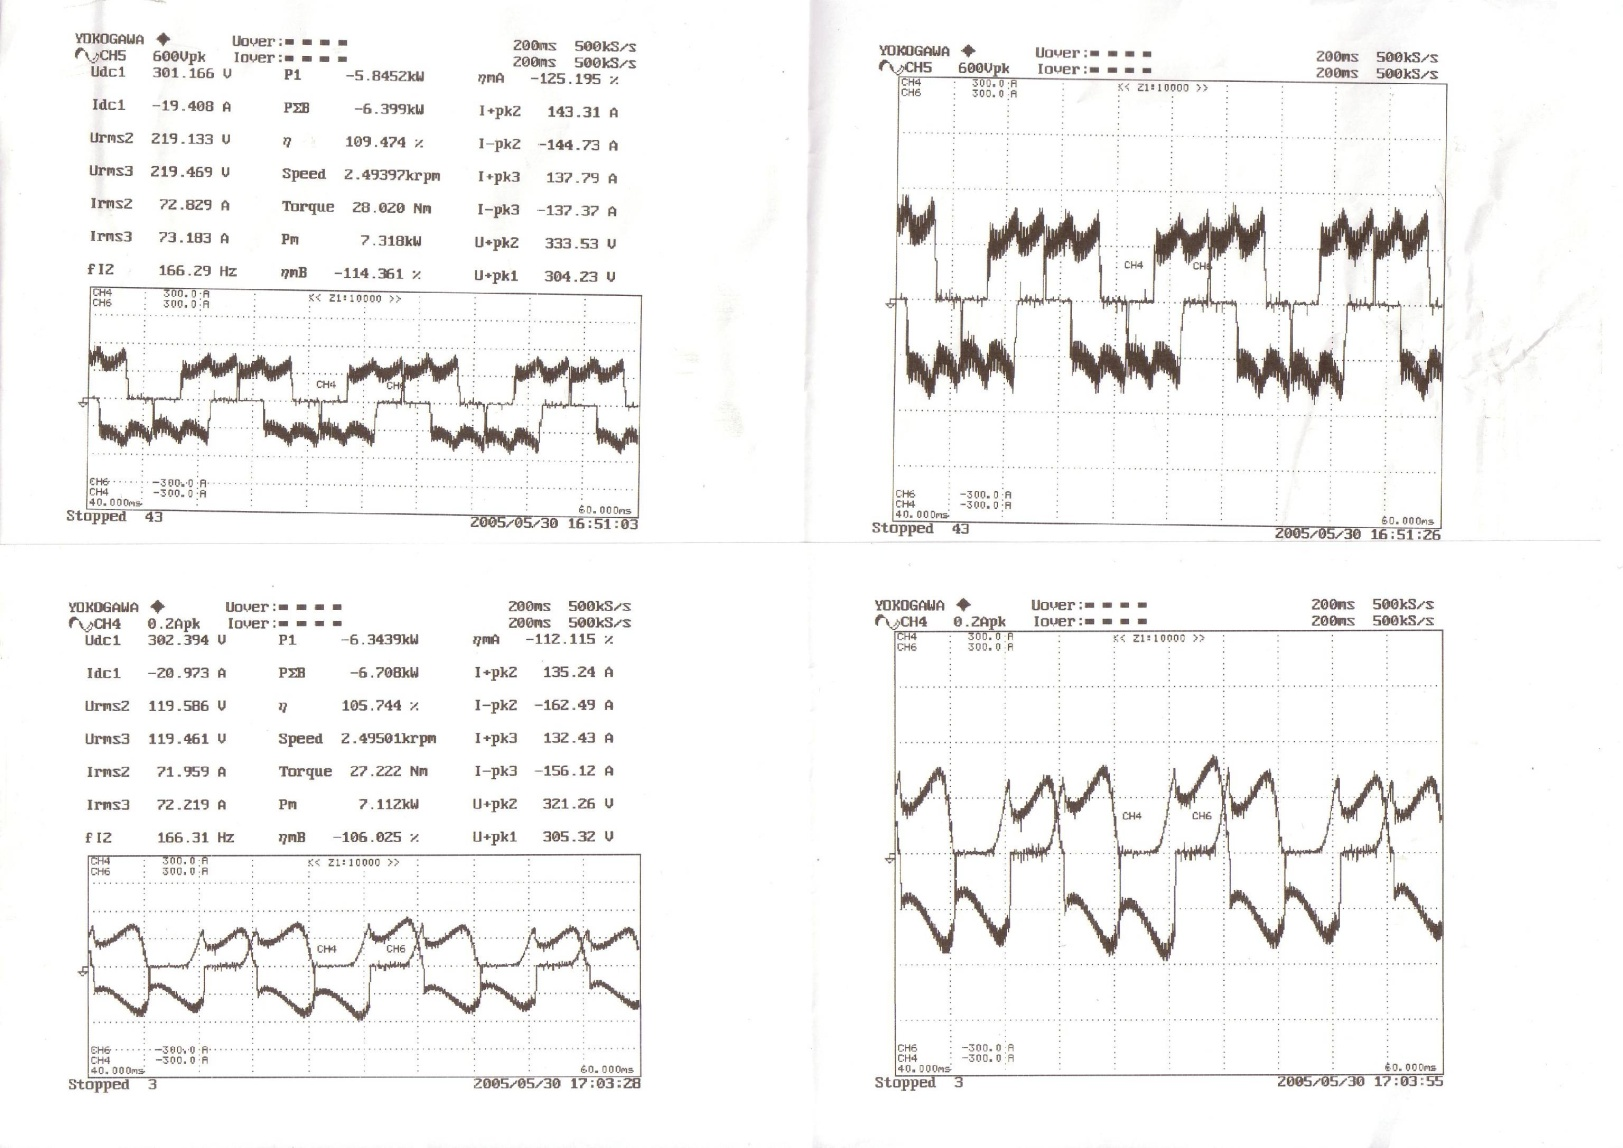 YOKOGAWA ◆ Uover:▪ ▪ ▪ ▪ 200ms 500kS/s
CH5 600Vpk Iover:▪ ▪ ▪ ▪ 200ms 500kS/s
Udc1 301.166 V P1 -5.8452kW ηmA -125.195 %
Idc1 -19.408 A PΣB -6.399kW I+pk2 143.31 A
Urms2 219.133 V η 109.474 % I-pk2 -144.73 A
Urms3 219.469 V Speed 2.49397krpm I+pk3 137.79 A
Irms2 72.829 A Torque 28.020 Nm I-pk3 -137.37 A
Irms3 73.183 A Pm 7.318kW U+pk2 333.53 V
fI2 166.29 Hz ηmB -114.361 % U+pk1 304.23 V
CH4 300.0 A << Z1:10000 >>
CH6 300.0 A
CH4 CH6
CH6 -300.0 A
CH4 -300.0 A
40.000ms 60.000ms
Stopped 43 2005/05/30 16:51:03
YOKOGAWA ◆ Uover:▪ ▪ ▪ ▪ 200ms 500kS/s
CH5 600Vpk Iover:▪ ▪ ▪ ▪ 200ms 500kS/s
CH4 300.0 A << Z1:10000 >>
CH6 300.0 A
CH4 CH6
CH6 -300.0 A
CH4 -300.0 A
40.000ms 60.000ms
Stopped 43 2005/05/30 16:51:26
YOKOGAWA ◆ Uover:▪ ▪ ▪ ▪ 200ms 500kS/s
CH4 0.2Apk Iover:▪ ▪ ▪ ▪ 200ms 500kS/s
Udc1 302.394 V P1 -6.3439kW ηmA -112.115 %
Idc1 -20.973 A PΣB -6.708kW I+pk2 135.24 A
Urms2 119.586 V η 105.744 % I-pk2 -162.49 A
Urms3 119.461 V Speed 2.49501krpm I+pk3 132.43 A
Irms2 71.959 A Torque 27.222 Nm I-pk3 -156.12 A
Irms3 72.219 A Pm 7.112kW U+pk2 321.26 V
fI2 166.31 Hz ηmB -106.025 % U+pk1 305.32 V
CH4 300.0 A << Z1:10000 >>
CH6 300.0 A
CH4 CH6
CH6 -300.0 A
CH4 -300.0 A
40.000ms 60.000ms
Stopped 3 2005/05/30 17:03:28
YOKOGAWA ◆ Uover:▪ ▪ ▪ ▪ 200ms 500kS/s
CH4 0.2Apk Iover:▪ ▪ ▪ ▪ 200ms 500kS/s
CH4 300.0 A << Z1:10000 >>
CH6 300.0 A
CH4 CH6
CH6 -300.0 A
CH4 -300.0 A
40.000ms 60.000ms
Stopped 3 2005/05/30 17:03:55